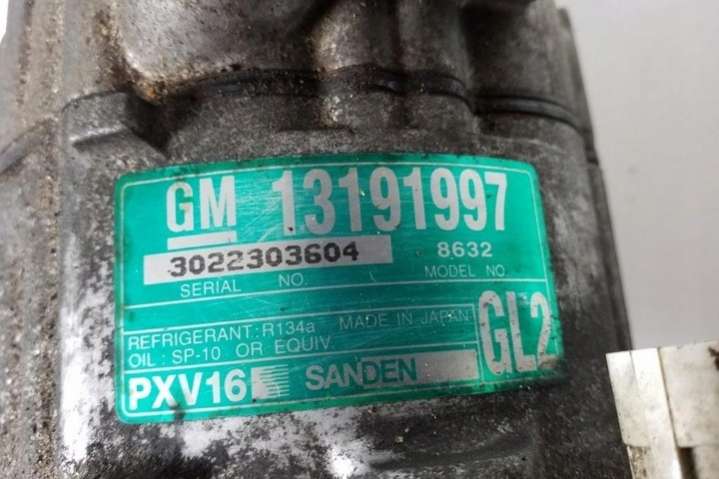 GM 13191997
3022303604 8632
SERIAL NO. MODEL NO.
REFRIGERANT: R134a MADE IN JAPAN
OIL : SP-10 OR EQUIV.
GL2
PXV16 SANDEN